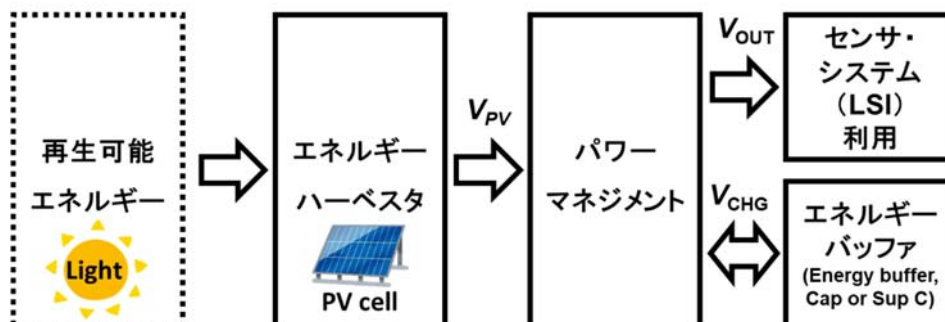 再生可能
エネルギー
Light
エネルギー
ハーベスタ
PV cell
VPV
パワー
マネジメント
VOUT
センサ・
システム
（LSI）
利用
VCHG
エネルギー
バッファ
(Energy buffer,
Cap or Sup C)